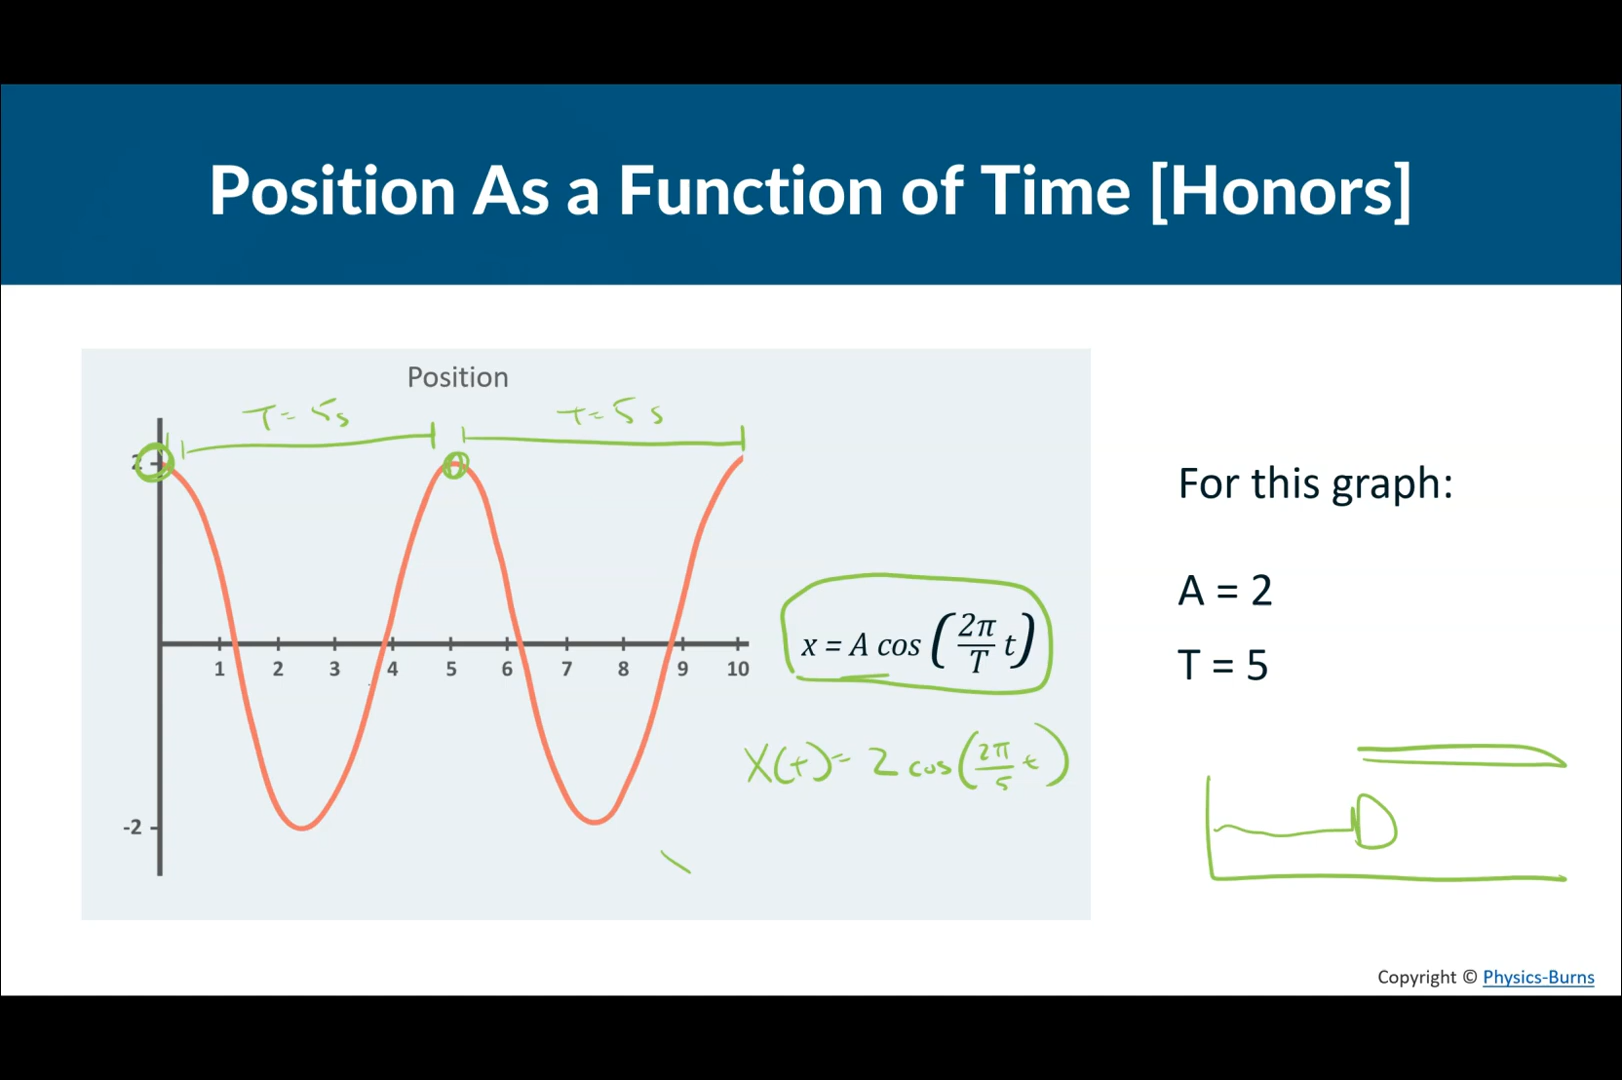 Position As a Function of Time [Honors]
Position
T = 5s
T = 5 s
2
1 2 3 4 5 6 7 8 9 10
-2
x = A cos (2π/T t)
X(t) = 2 cos(2π/5 t)
For this graph:
A = 2
T = 5
Copyright © Physics-Burns